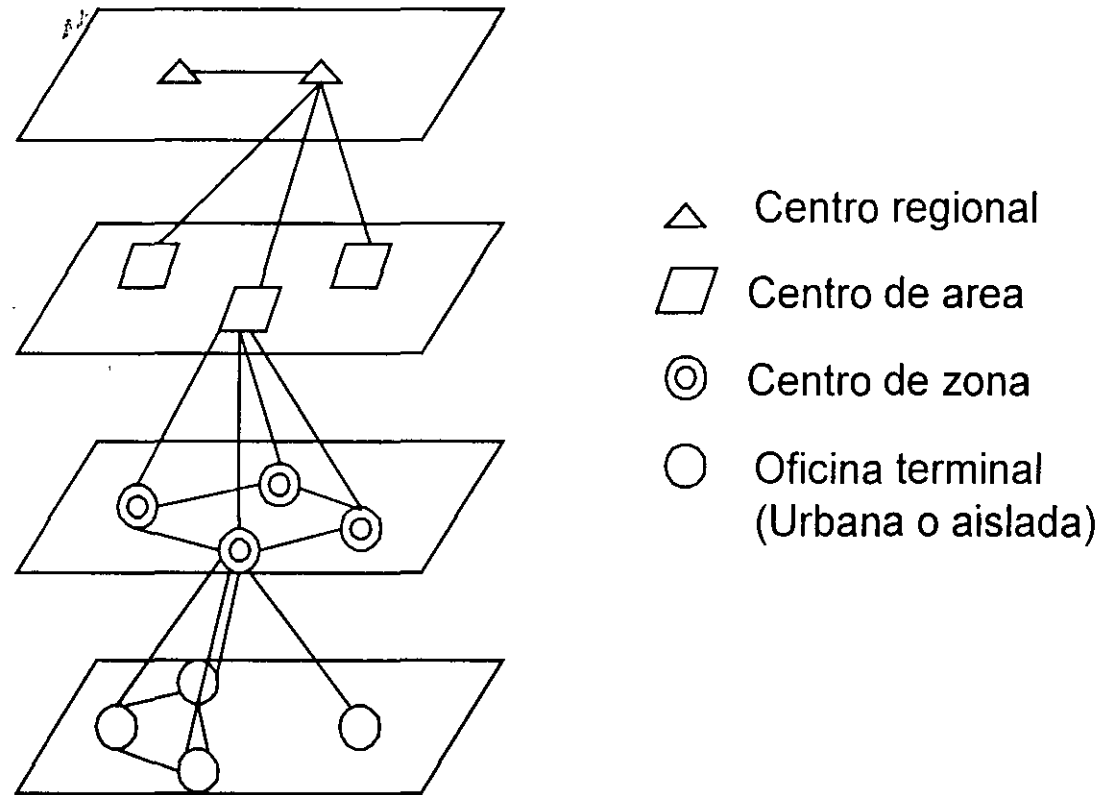 Centro regional
Centro de area
Centro de zona
Oficina terminal
(Urbana o aislada)